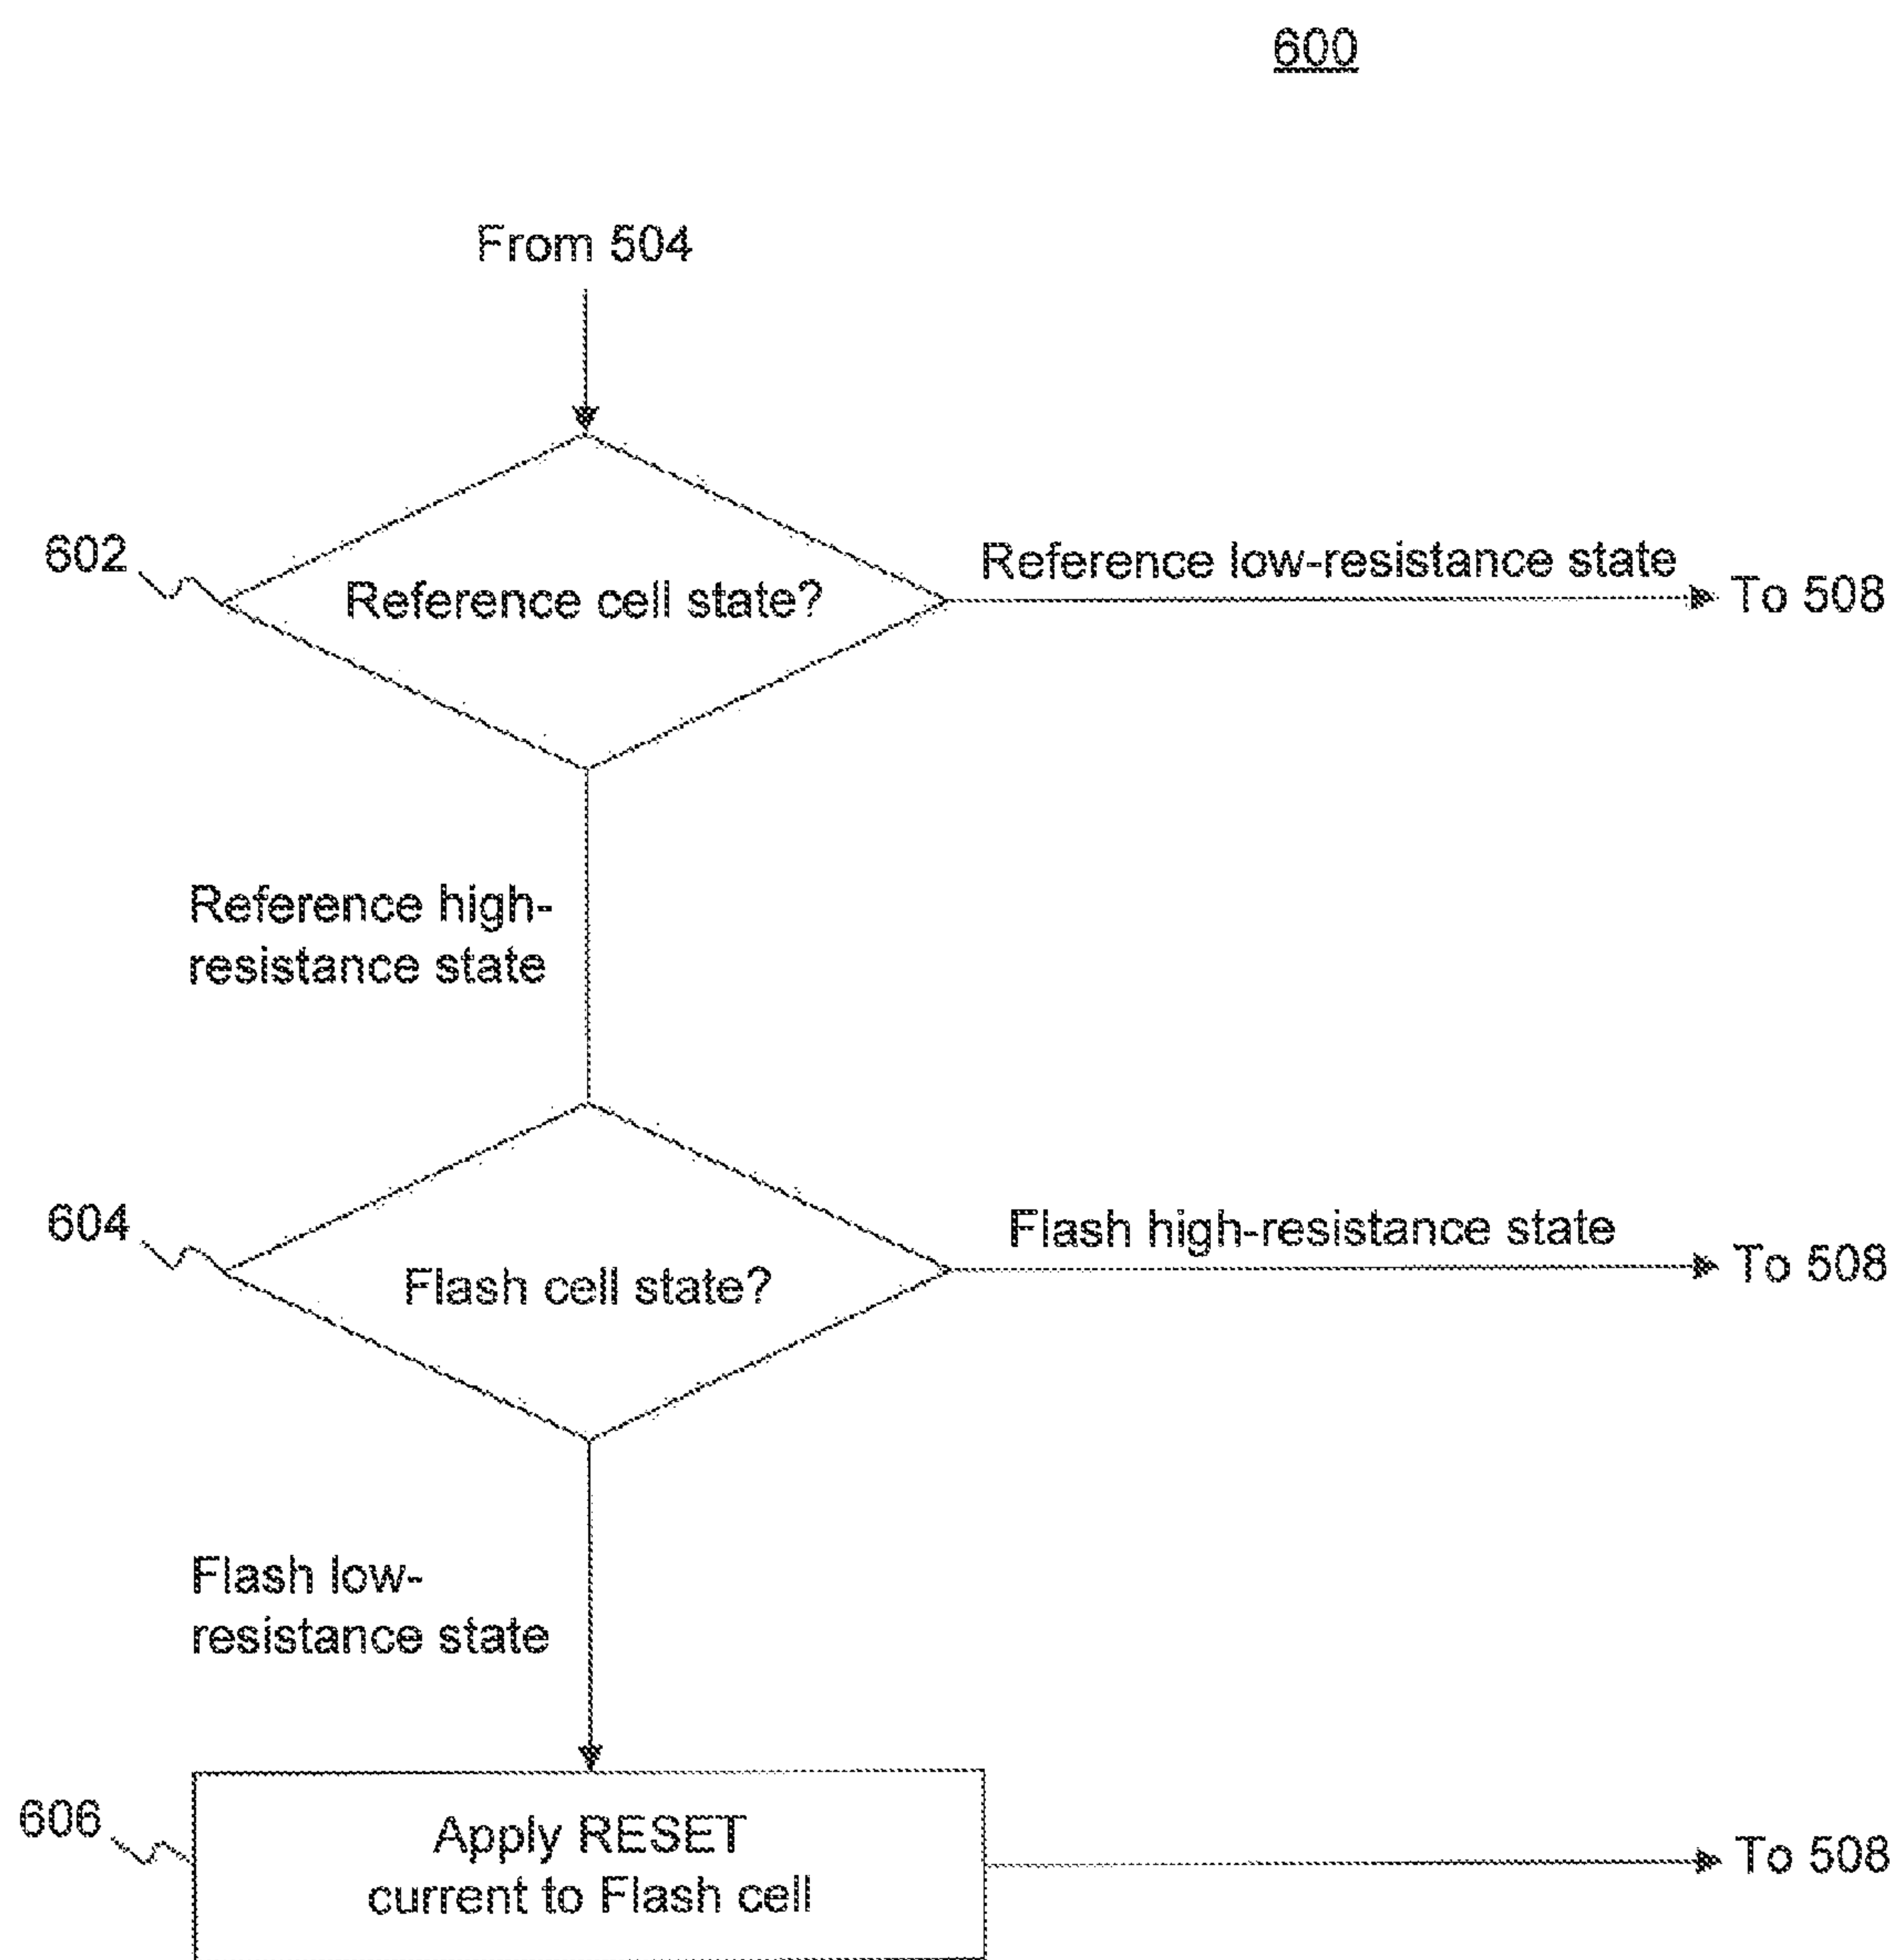 600
From 504
602
Reference cell state?
Reference low-resistance state
To 508
Reference high-
resistance state
604
Flash cell state?
Flash high-resistance state
To 508
Flash low-
resistance state
606
Apply RESET
current to Flash cell
To 508